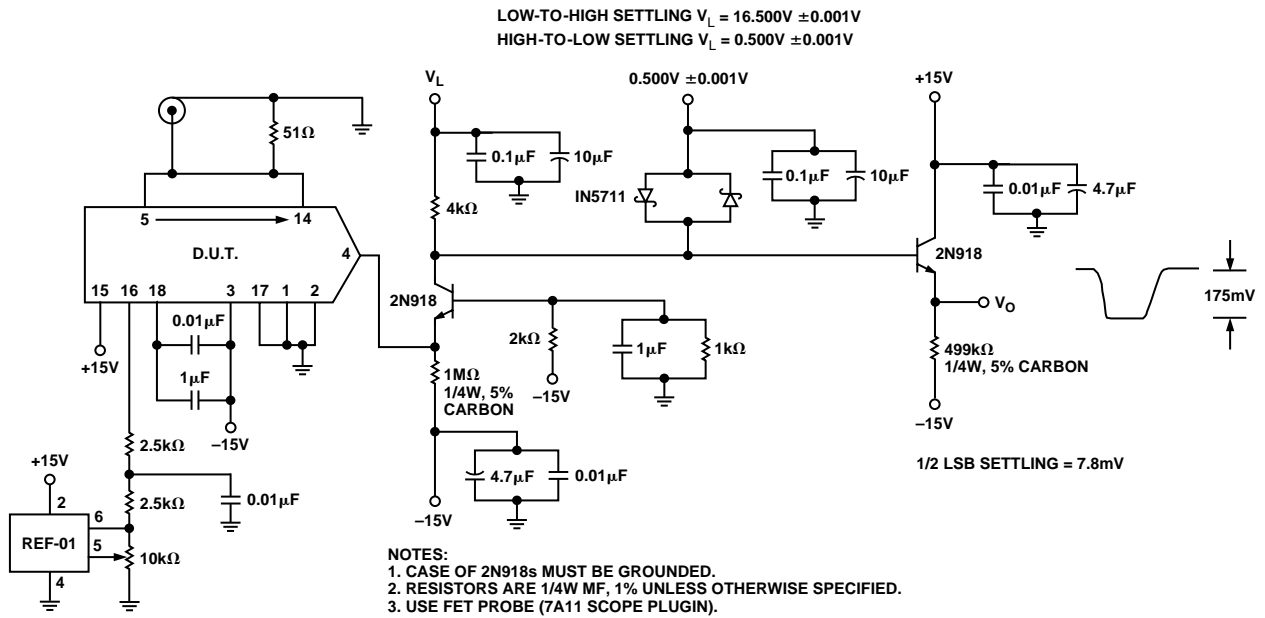 LOW-TO-HIGH SETTLING VL = 16.500V ±0.001V
HIGH-TO-LOW SETTLING VL = 0.500V ±0.001V
VL
0.500V ±0.001V
+15V
51Ω
0.1μF
10μF
0.1μF
10μF
0.01μF
4.7μF
IN5711
4kΩ
5
14
D.U.T.
4
2N918
15
16
18
3
17
1
2
2N918
175mV
VO
0.01μF
2kΩ
1μF
1kΩ
499kΩ
1/4W, 5% CARBON
+15V
1μF
1MΩ
1/4W, 5%
CARBON
–15V
–15V
–15V
2.5kΩ
+15V
1/2 LSB SETTLING = 7.8mV
4.7μF
0.01μF
2
2.5kΩ
0.01μF
–15V
6
REF-01
5
10kΩ
4
NOTES:
1. CASE OF 2N918s MUST BE GROUNDED.
2. RESISTORS ARE 1/4W MF, 1% UNLESS OTHERWISE SPECIFIED.
3. USE FET PROBE (7A11 SCOPE PLUGIN).